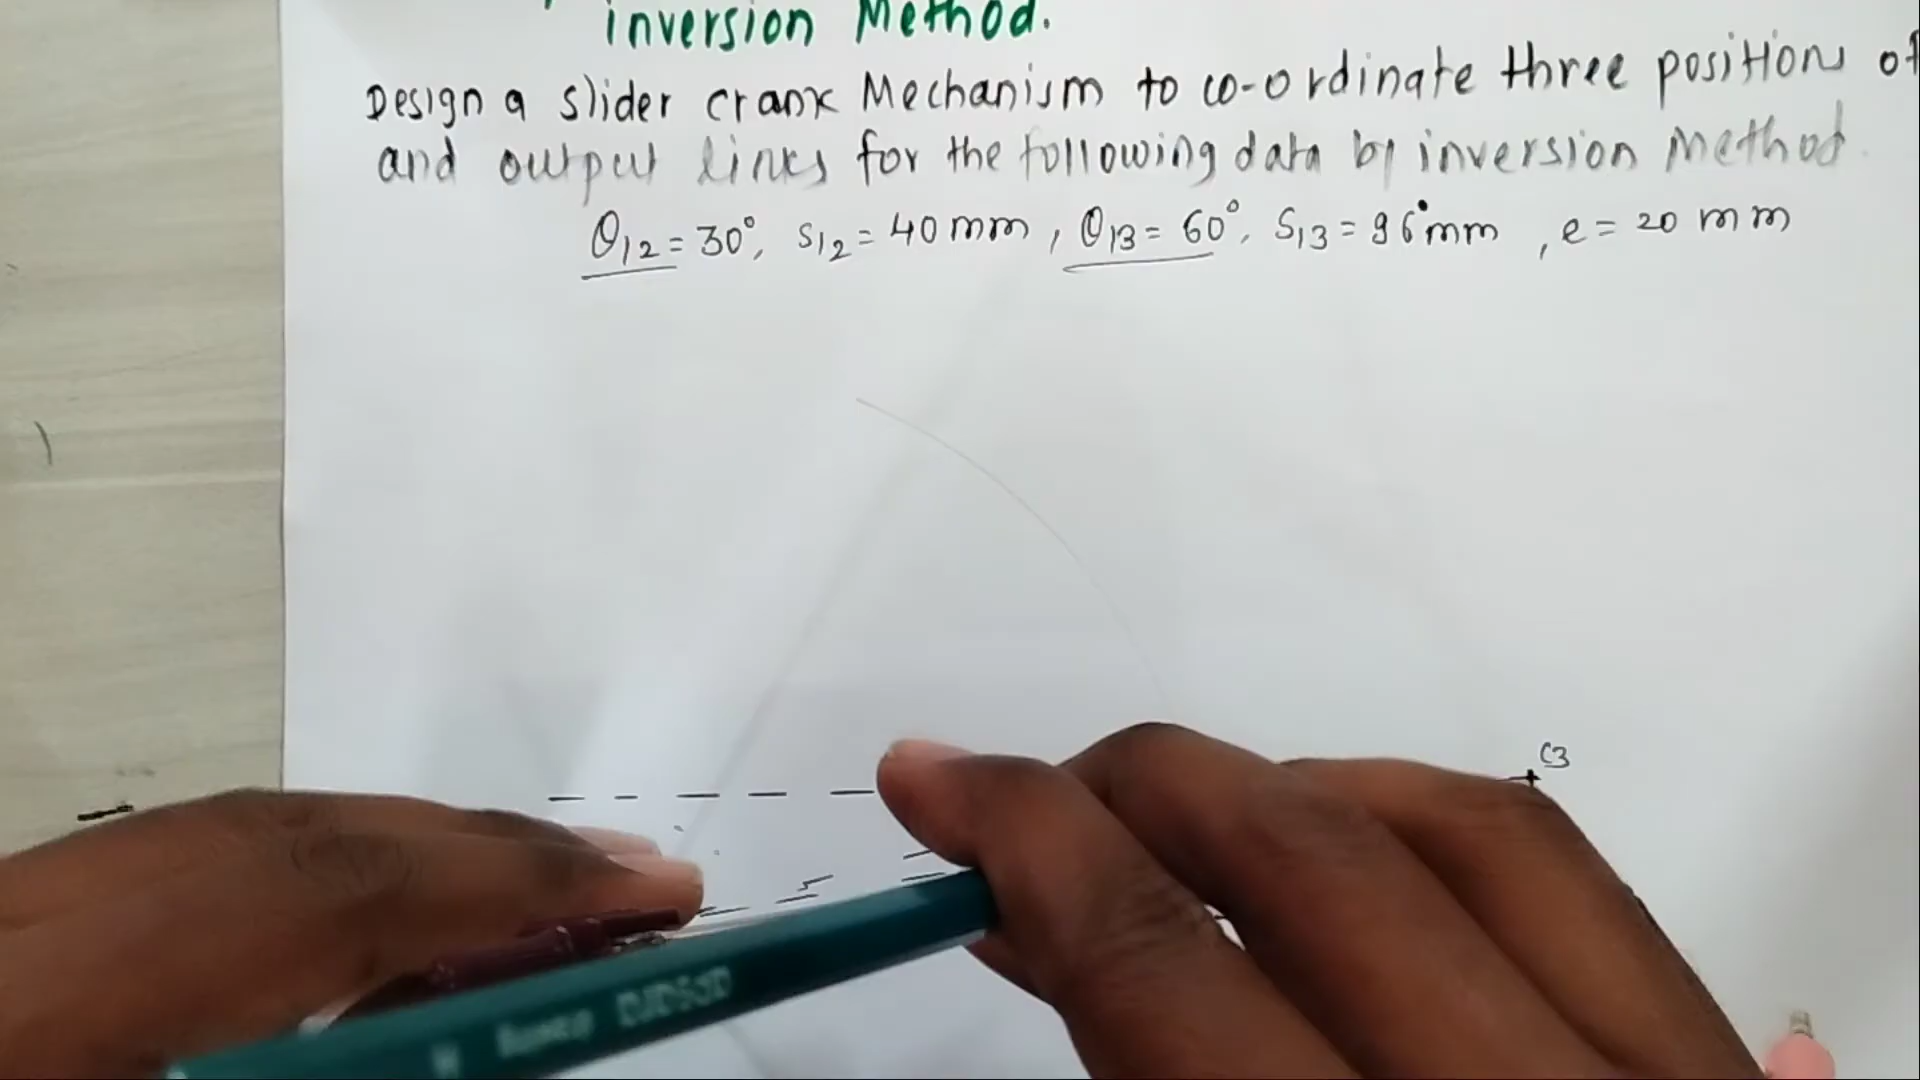 inversion Method.
Design a slider crank Mechanism to co-ordinate three positions of
and output links for the following data by inversion Method.
θ12 = 30°, S12 = 40 mm, θ13 = 60°, S13 = 96 mm, e = 20 mm
C3